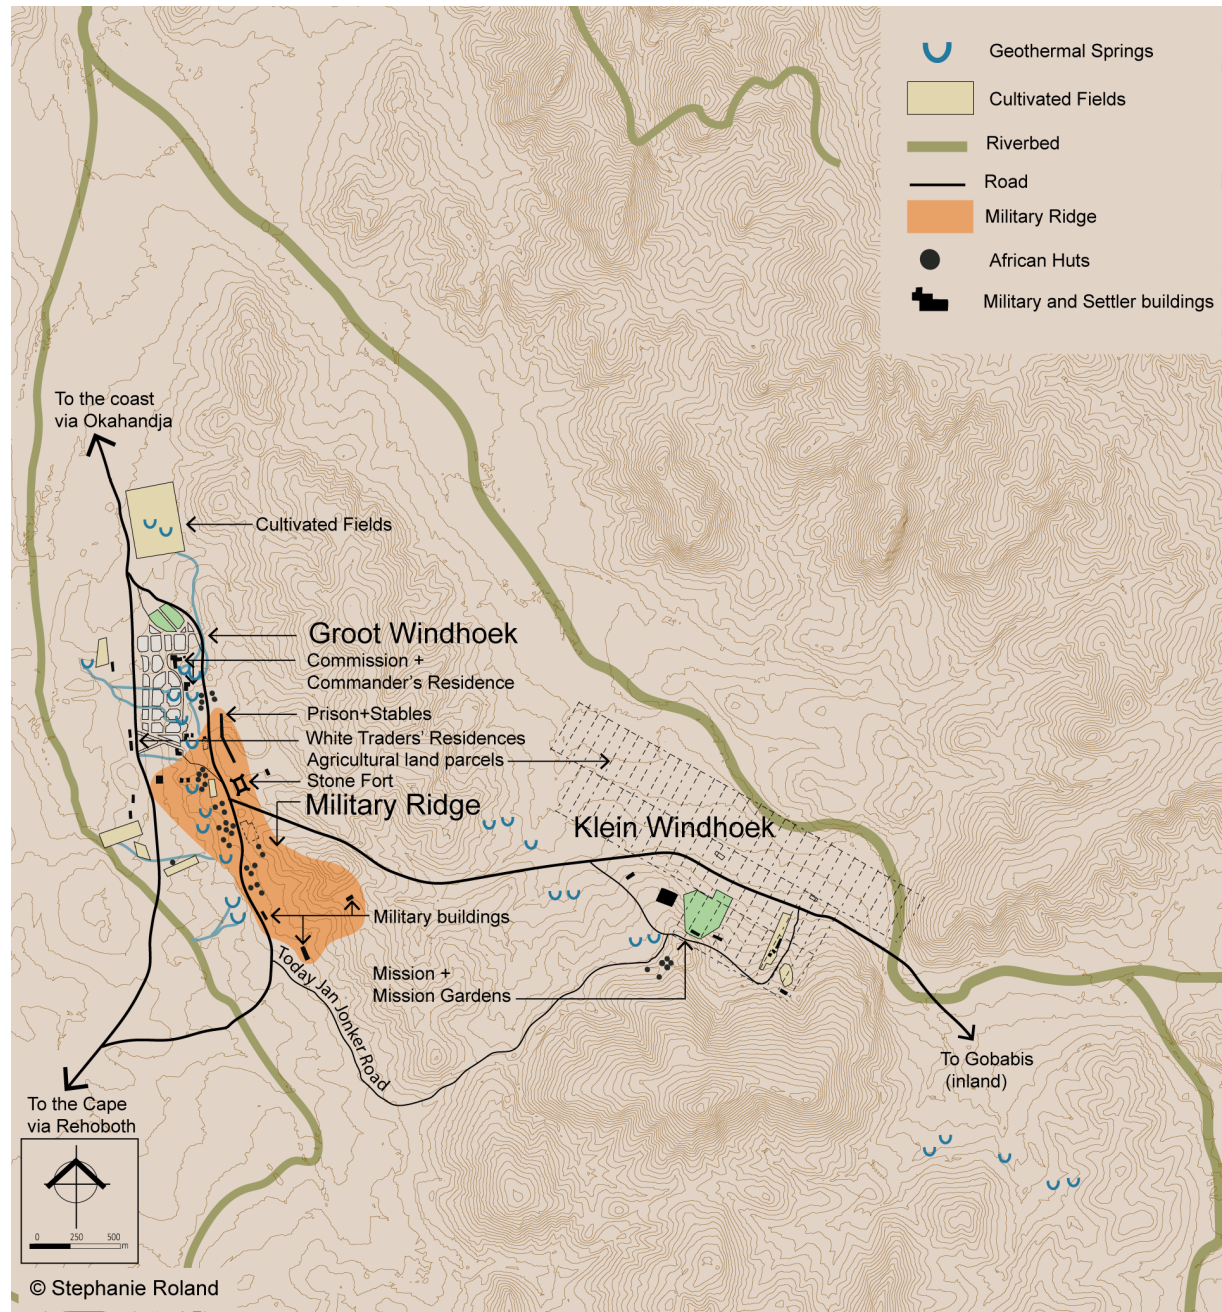 Geothermal Springs
Cultivated Fields
Riverbed
Road
Military Ridge
African Huts
Military and Settler buildings
To the coast
via Okahandja
Cultivated Fields
Groot Windhoek
Commission +
Commander's Residence
Prison+Stables
White Traders' Residences
Agricultural land parcels
Stone Fort
Military Ridge
Klein Windhoek
Military buildings
Mission +
Mission Gardens
Today Jan Jonker Road
To Gobabis
(inland)
To the Cape
via Rehoboth
0 250 500
m
© Stephanie Roland